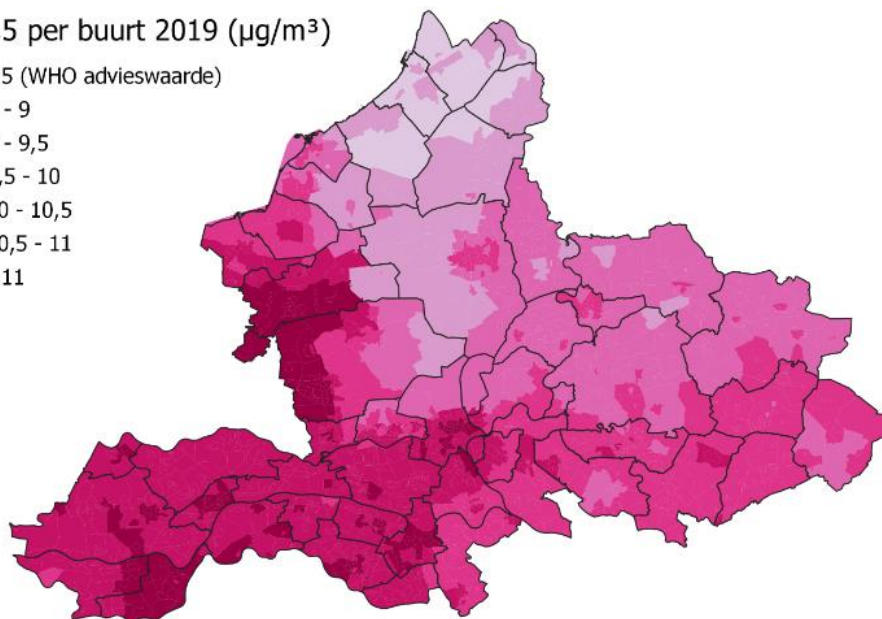 5 per buurt 2019 (µg/m³)
5 (WHO advieswaarde)
- 9
- 9,5
,5 - 10
0 - 10,5
0,5 - 11
11